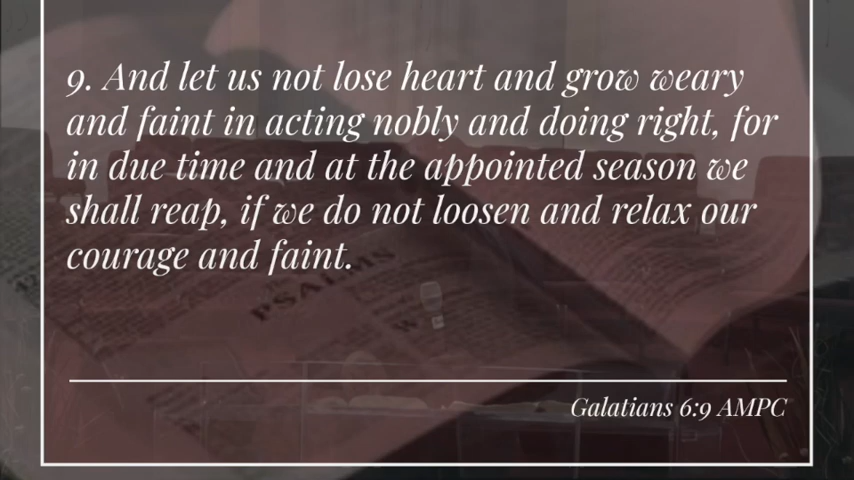 9. And let us not lose heart and grow weary
and faint in acting nobly and doing right, for
in due time and at the appointed season we
shall reap, if we do not loosen and relax our
courage and faint.
PSALMS
Galatians 6:9 AMPC